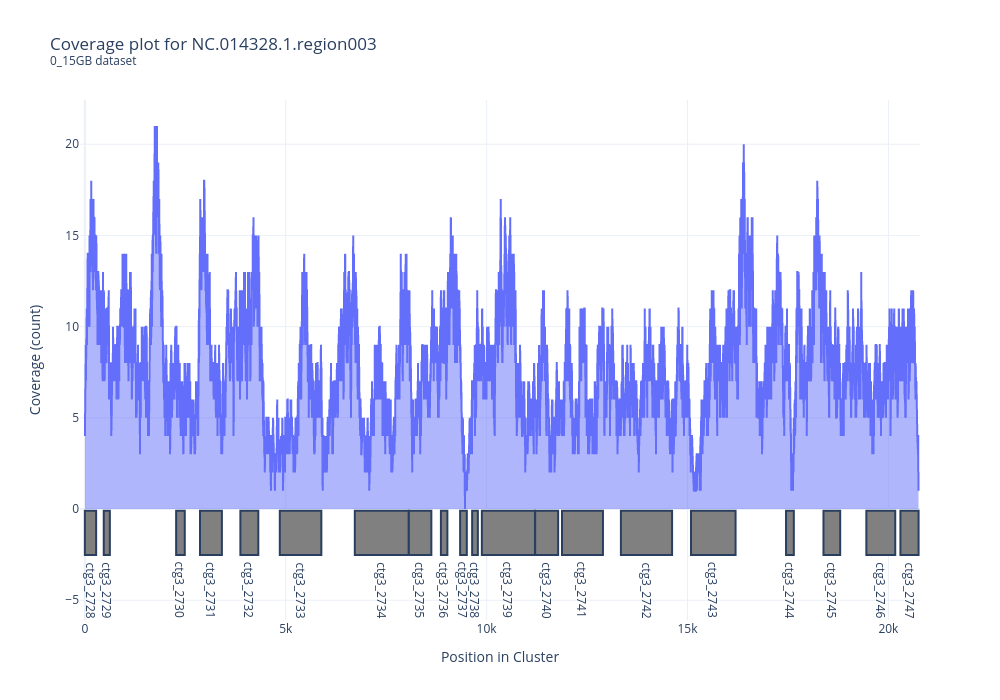 Coverage plot for NC.014328.1.region003
0_15GB dataset
20
15
10
5
0
−5
Coverage (count)
ctg3_2728
ctg3_2729
ctg3_2730
ctg3_2731
ctg3_2732
ctg3_2733
ctg3_2734
ctg3_2735
ctg3_2736
ctg3_2737
ctg3_2738
ctg3_2739
ctg3_2740
ctg3_2741
ctg3_2742
ctg3_2743
ctg3_2744
ctg3_2745
ctg3_2746
ctg3_2747
0 5k 10k 15k 20k
Position in Cluster